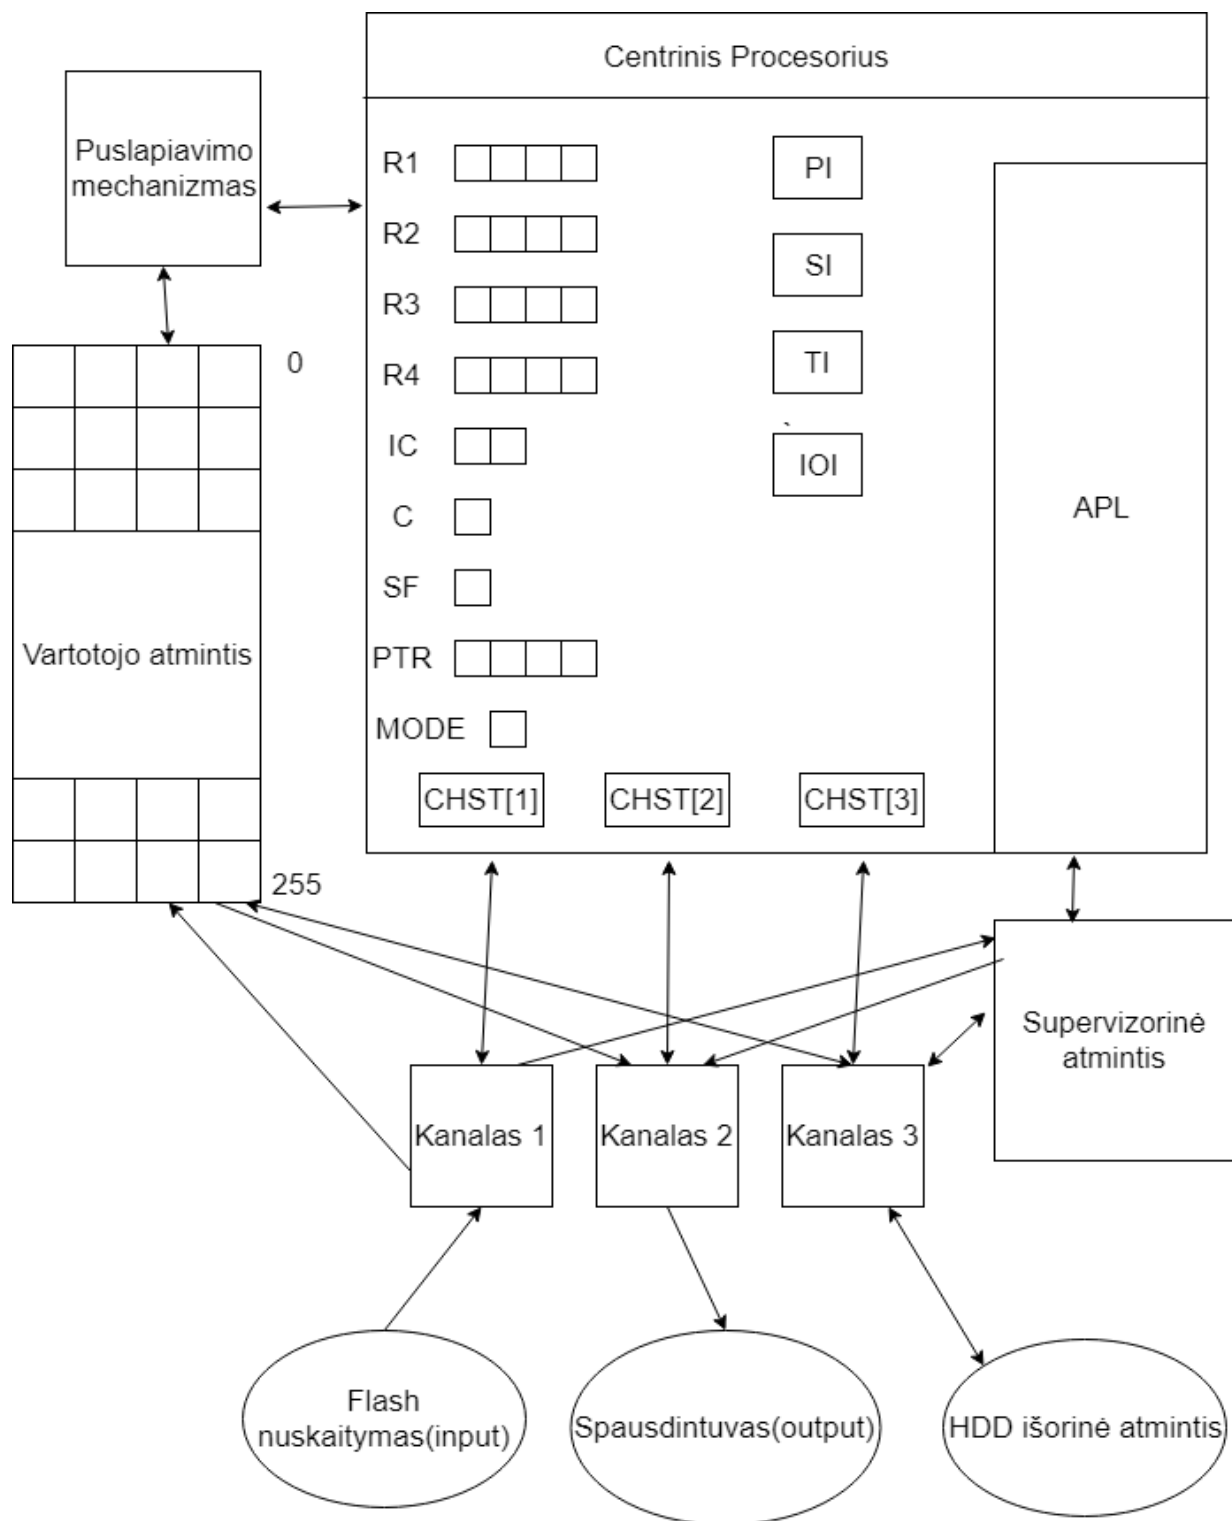 Centrinis Procesorius
Puslapiavimo
mechanizmas
R1
R2
R3
R4
IC
C
SF
PTR
MODE
PI
SI
TI
IOI
APL
CHST[1]
CHST[2]
CHST[3]
0
Vartotojo atmintis
255
Supervizorinė
atmintis
Kanalas 1
Kanalas 2
Kanalas 3
Flash
nuskaitymas(input)
Spausdintuvas(output)
HDD išorinė atmintis